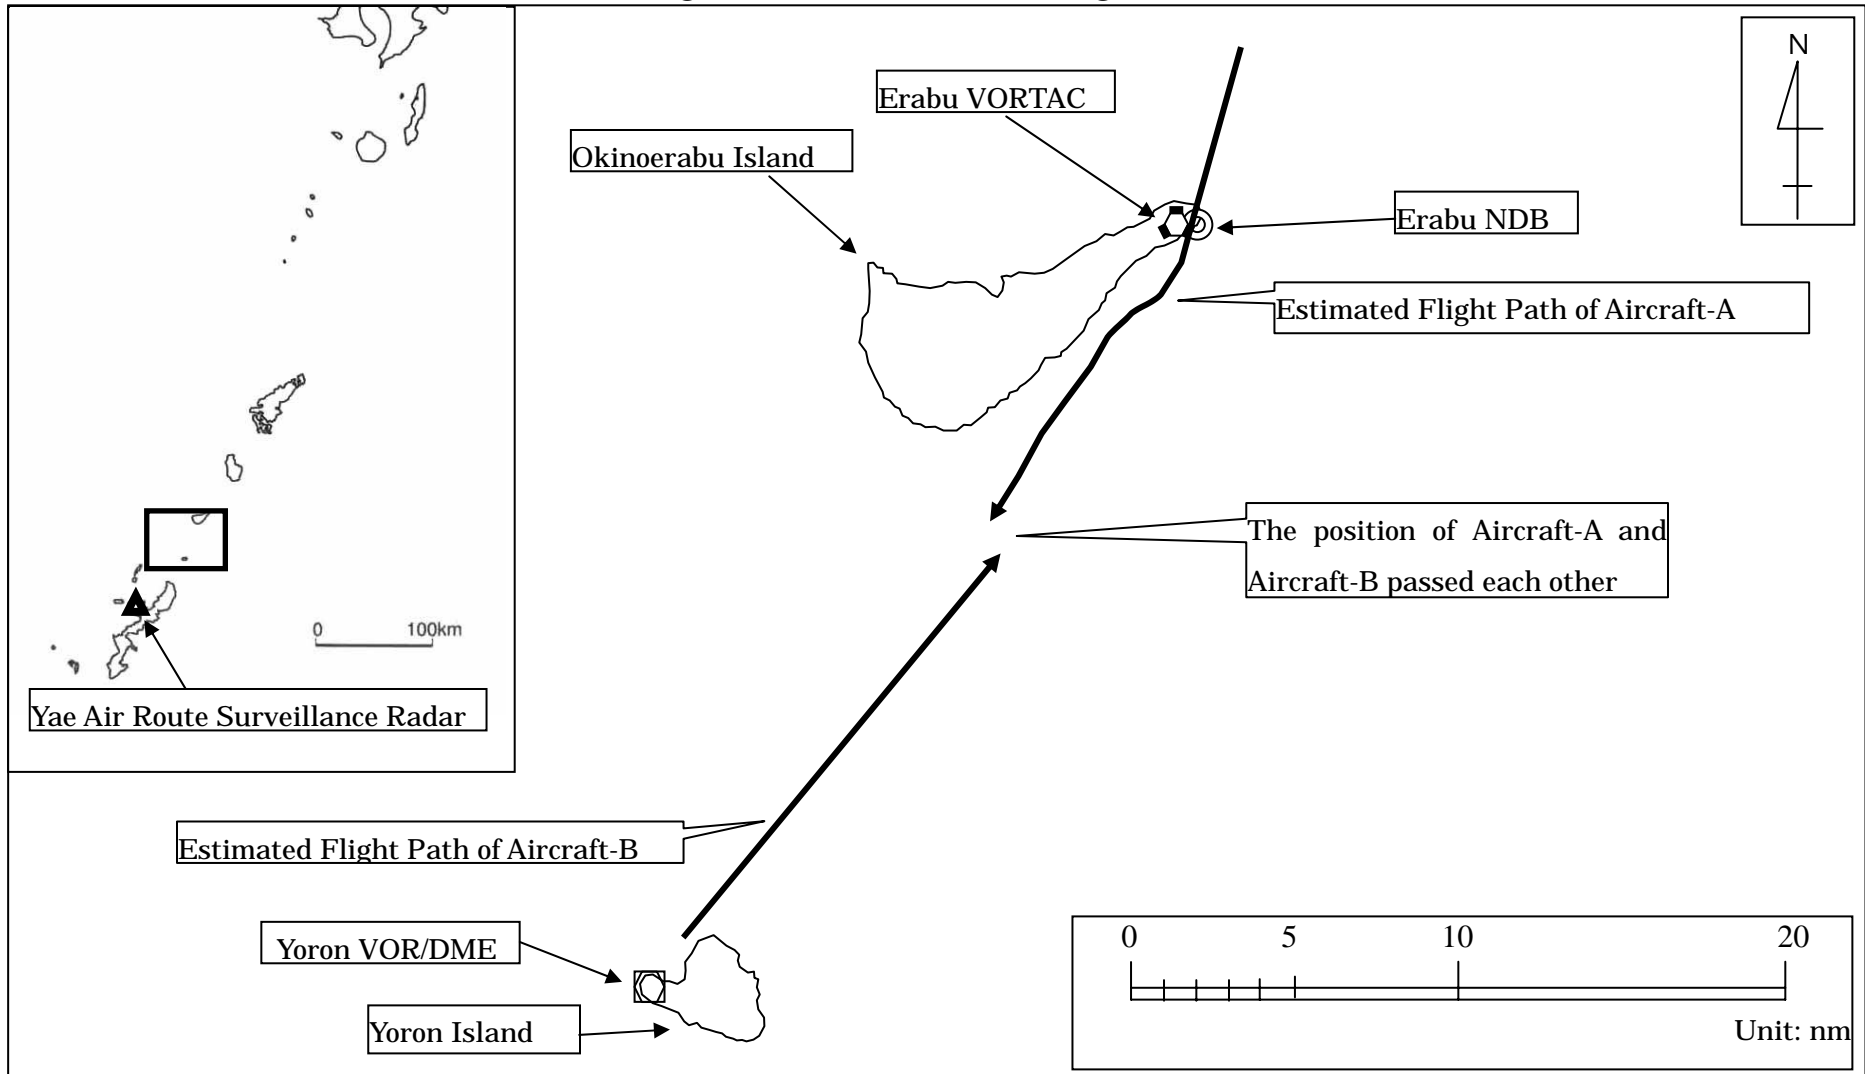 N
Erabu VORTAC
Okinoerabu Island
Erabu NDB
Estimated Flight Path of Aircraft-A
The position of Aircraft-A and
Aircraft-B passed each other
0 100km
Yae Air Route Surveillance Radar
Estimated Flight Path of Aircraft-B
Yoron VOR/DME
Yoron Island
0 5 10 20
Unit: nm